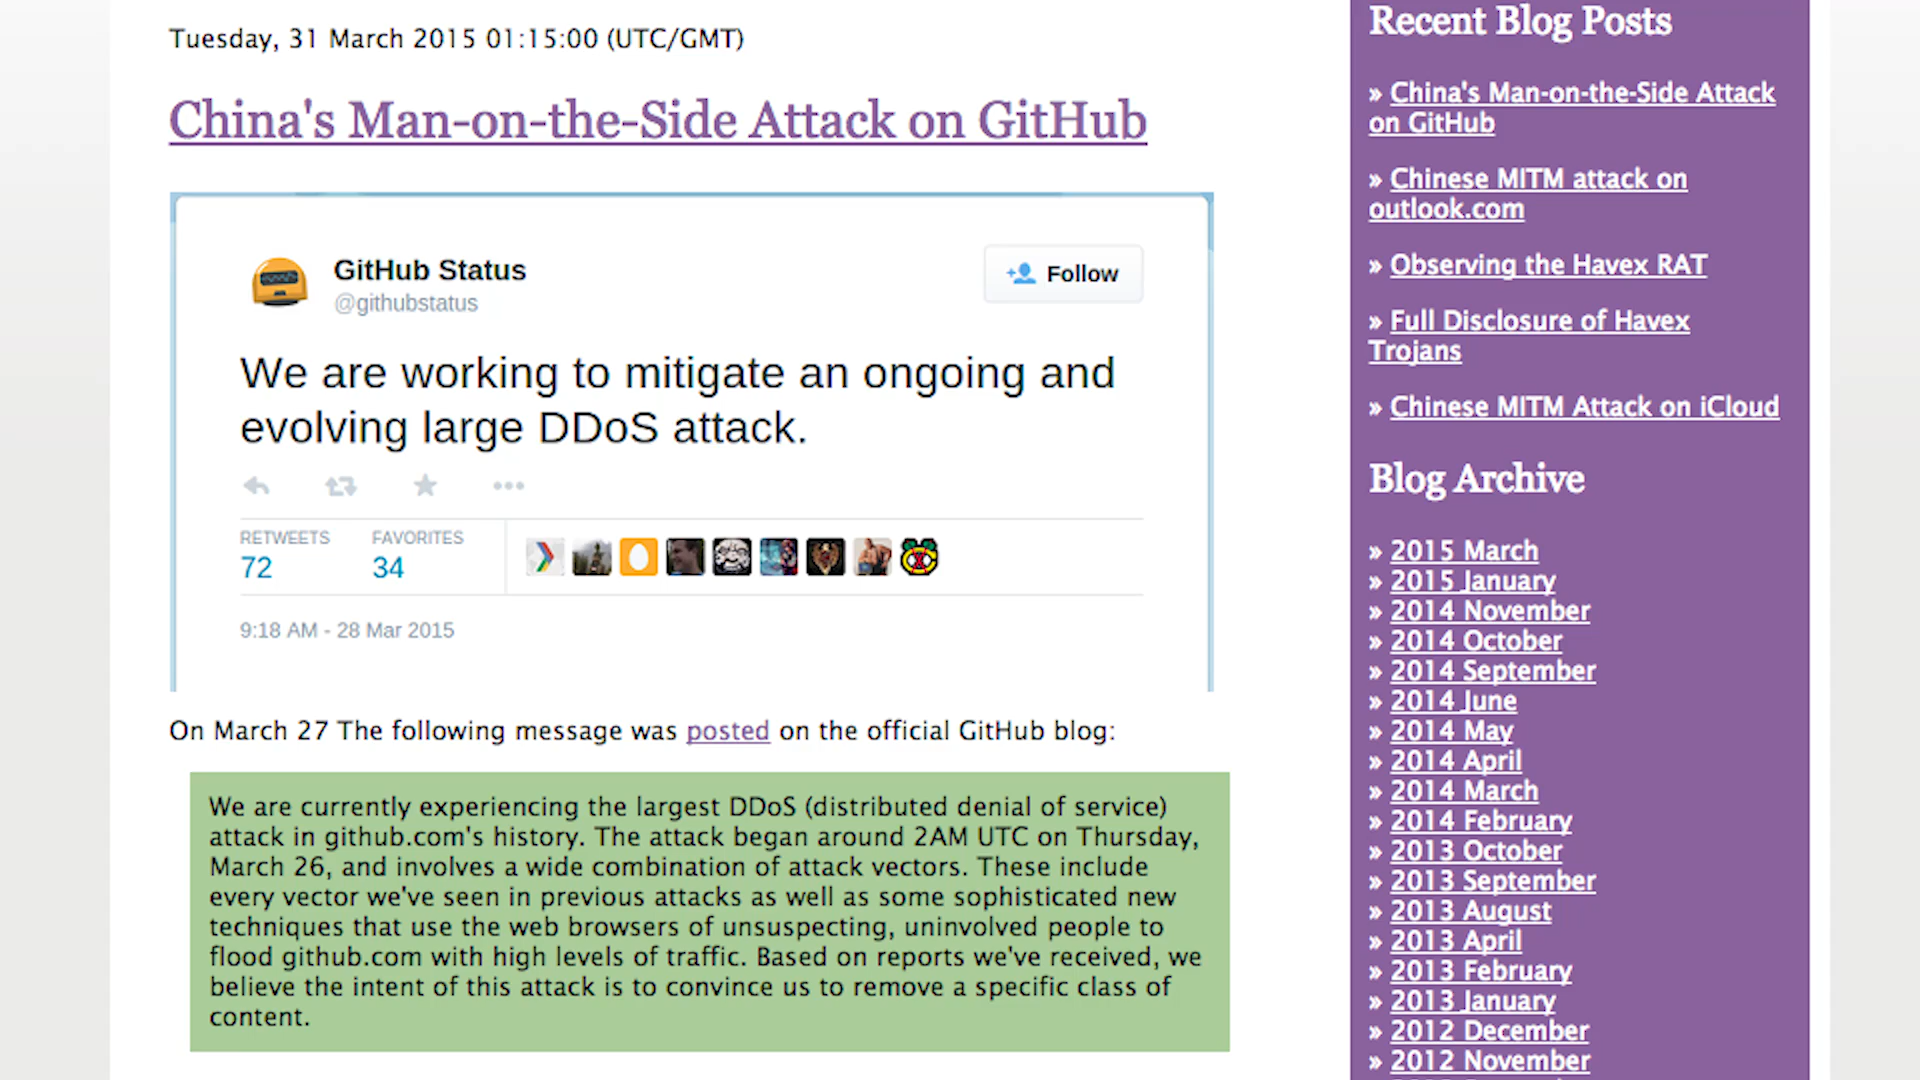 Tuesday, 31 March 2015 01:15:00 (UTC/GMT)
China's Man-on-the-Side Attack on GitHub
GitHub Status
@githubstatus
Follow
We are working to mitigate an ongoing and
evolving large DDoS attack.
RETWEETS FAVORITES
72 34
9:18 AM - 28 Mar 2015
On March 27 The following message was posted on the official GitHub blog:
We are currently experiencing the largest DDoS (distributed denial of service)
attack in github.com's history. The attack began around 2AM UTC on Thursday,
March 26, and involves a wide combination of attack vectors. These include
every vector we've seen in previous attacks as well as some sophisticated new
techniques that use the web browsers of unsuspecting, uninvolved people to
flood github.com with high levels of traffic. Based on reports we've received, we
believe the intent of this attack is to convince us to remove a specific class of
content.
Recent Blog Posts
» China's Man-on-the-Side Attack
on GitHub
» Chinese MITM attack on
outlook.com
» Observing the Havex RAT
» Full Disclosure of Havex
Trojans
» Chinese MITM Attack on iCloud
Blog Archive
» 2015 March
» 2015 January
» 2014 November
» 2014 October
» 2014 September
» 2014 June
» 2014 May
» 2014 April
» 2014 March
» 2014 February
» 2013 October
» 2013 September
» 2013 August
» 2013 April
» 2013 February
» 2013 January
» 2012 December
» 2012 November